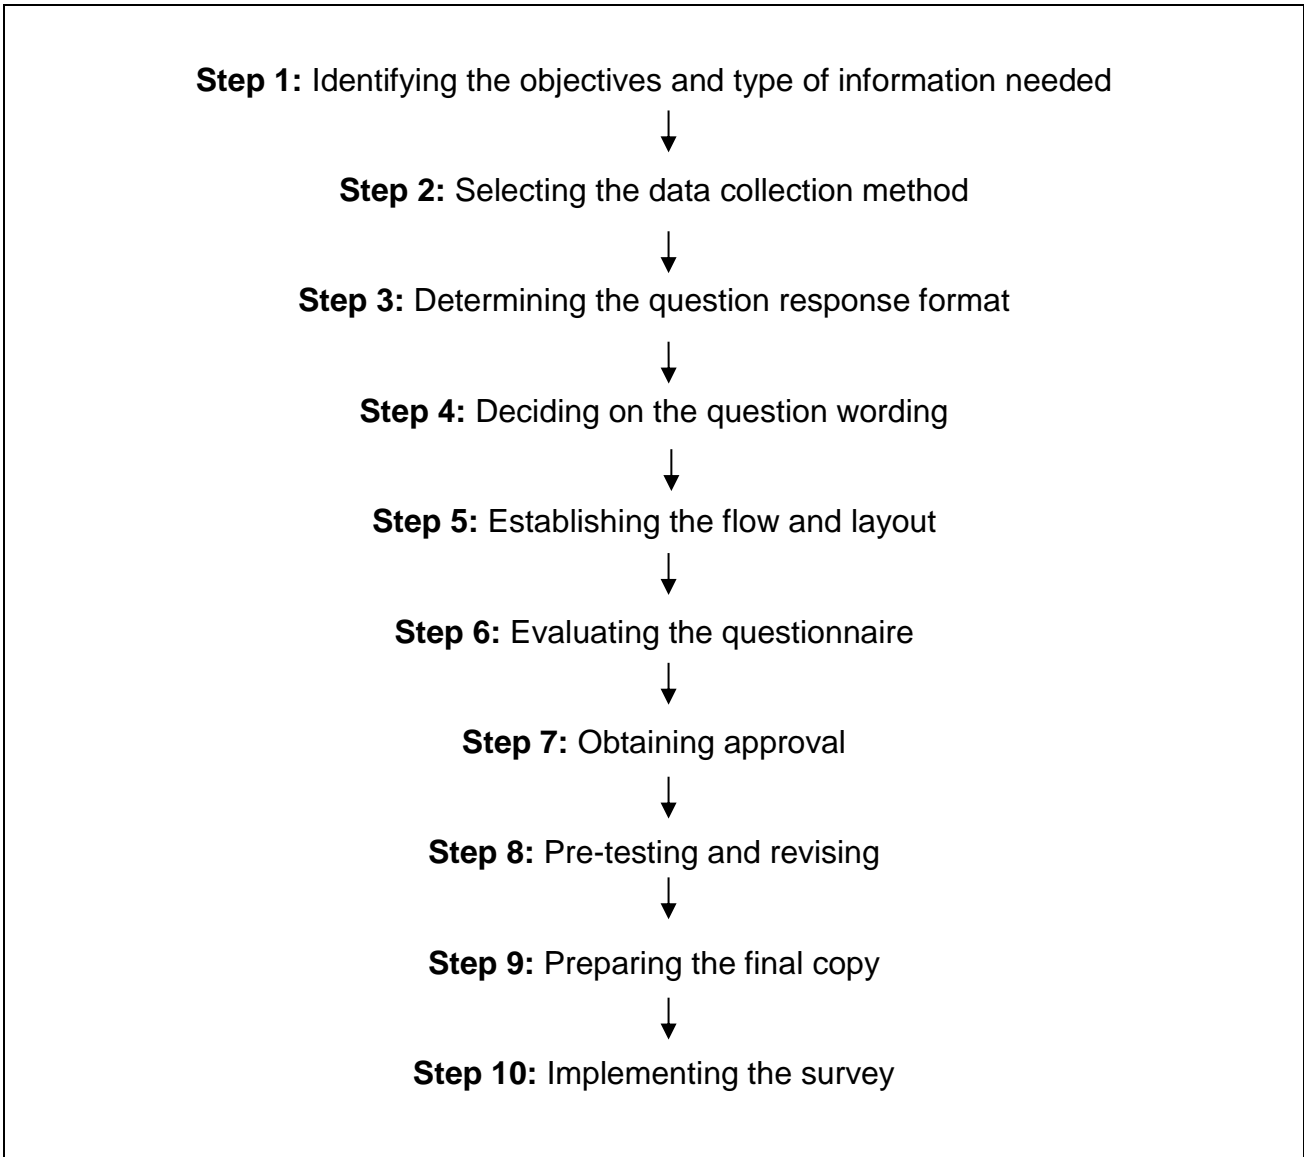 Step 1: Identifying the objectives and type of information needed
Step 2: Selecting the data collection method
Step 3: Determining the question response format
Step 4: Deciding on the question wording
Step 5: Establishing the flow and layout
Step 6: Evaluating the questionnaire
Step 7: Obtaining approval
Step 8: Pre-testing and revising
Step 9: Preparing the final copy
Step 10: Implementing the survey